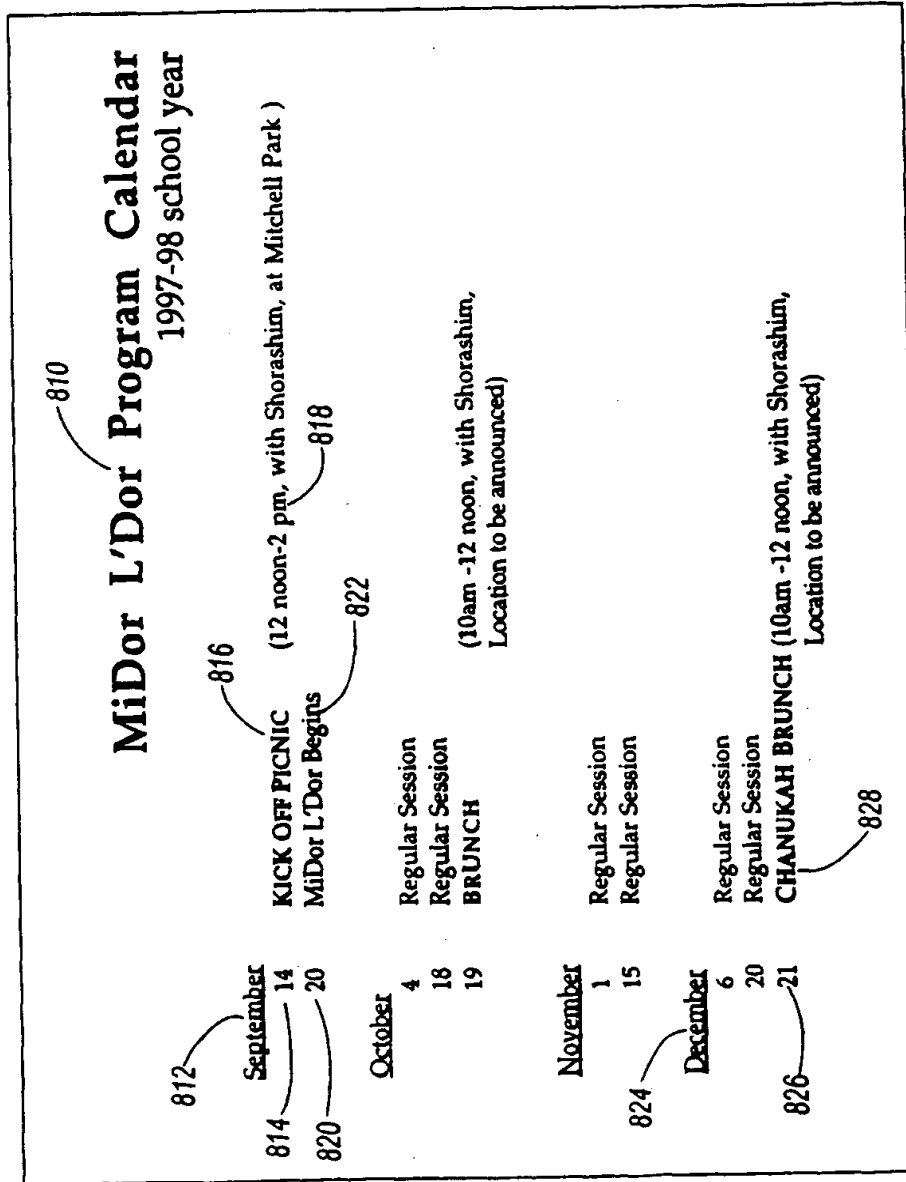 810
MiDor L'Dor Program Calendar
1997-98 school year
812
September
816
814
14 KICK OFF PICNIC (12 noon-2 pm, with Shorashim, at Mitchell Park )
818
820
20 MiDor L'Dor Begins
822
October
4 Regular Session
18 Regular Session
19 BRUNCH (10am -12 noon, with Shorashim,
Location to be announced)
November
1 Regular Session
15 Regular Session
824
December
6 Regular Session
20 Regular Session
21 CHANUKAH BRUNCH (10am -12 noon, with Shorashim,
Location to be announced)
826
828